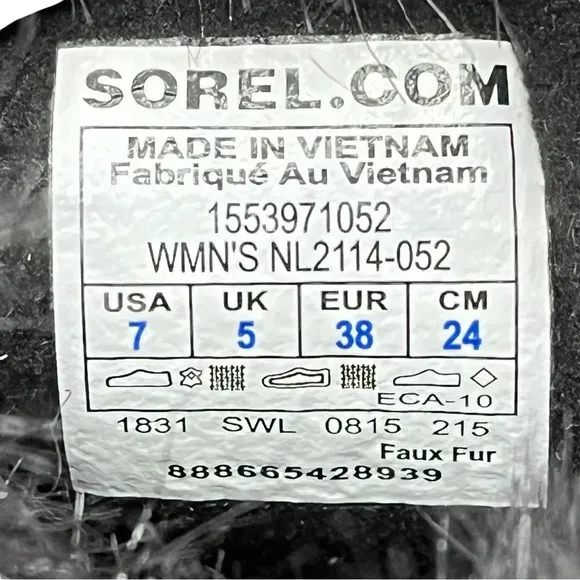 SOREL.COM
MADE IN VIETNAM
Fabriqué Au Vietnam
1553971052
WMN'S NL2114-052
USA UK EUR CM
7 5 38 24
ECA-10
1831 SWL 0815 215
Faux Fur
888665428939